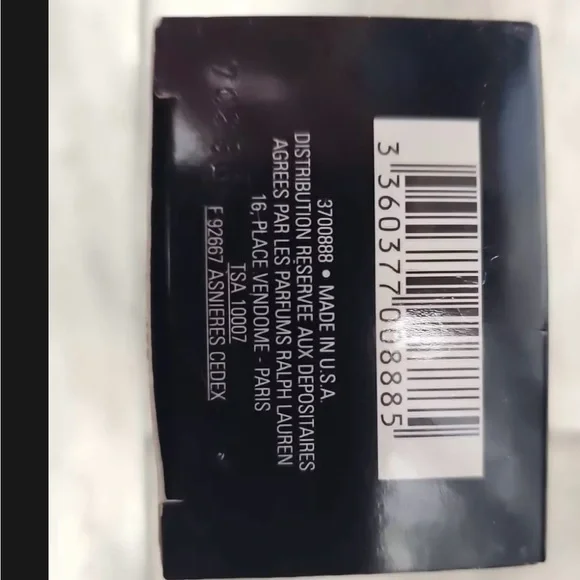 3700888 • MADE IN U.S.A.
DISTRIBUTION RESERVEE AUX DEPOSITAIRES
AGREES PAR LES PARFUMS RALPH LAUREN
16, PLACE VENDOME - PARIS
TSA 10007
F 92667 ASNIERES CEDEX
3 360377 008885